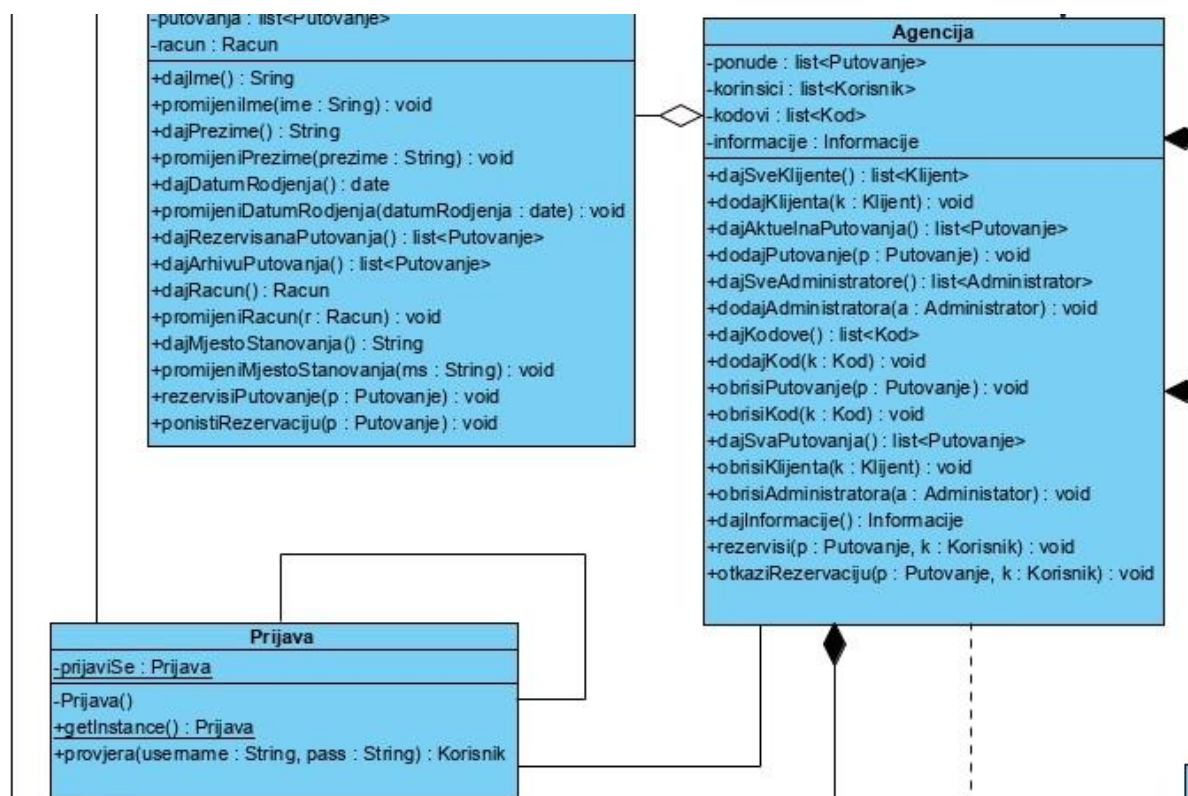 -putovanja : list<Putovanje>
-racun : Racun
+dajIme() : Sring
+promijeniIme(ime : Sring) : void
+dajPrezime() : String
+promijeniPrezime(prezime : String) : void
+dajDatumRodjenja() : date
+promijeniDatumRodjenja(datumRodjenja : date) : void
+dajRezervisanaPutovanja() : list<Putovanje>
+dajArhivuPutovanja() : list<Putovanje>
+dajRacun() : Racun
+promijeniRacun(r : Racun) : void
+dajMjestoStanovanja() : String
+promijeniMjestoStanovanja(ms : String) : void
+rezervisiPutovanje(p : Putovanje) : void
+ponistiRezervaciju(p : Putovanje) : void
Agencija
-ponude : list<Putovanje>
-korinsici : list<Korisnik>
-kodovi : list<Kod>
-informacije : Informacije
+dajSveKlijente() : list<Klijent>
+dodajKlijenta(k : Klijent) : void
+dajAktuelnaPutovanja() : list<Putovanje>
+dodajPutovanje(p : Putovanje) : void
+dajSveAdministratore() : list<Administrator>
+dodajAdministratora(a : Administrator) : void
+dajKodove() : list<Kod>
+dodajKod(k : Kod) : void
+obrisiPutovanje(p : Putovanje) : void
+obrisiKod(k : Kod) : void
+dajSvaPutovanja() : list<Putovanje>
+obrisiKlijenta(k : Klijent) : void
+obrisiAdministratora(a : Administator) : void
+dajInformacije() : Informacije
+rezervisi(p : Putovanje, k : Korisnik) : void
+otkaziRezervaciju(p : Putovanje, k : Korisnik) : void
Prijava
-prijaviSe : Prijava
-Prijava()
+getInstance() : Prijava
+provjera(username : String, pass : String) : Korisnik